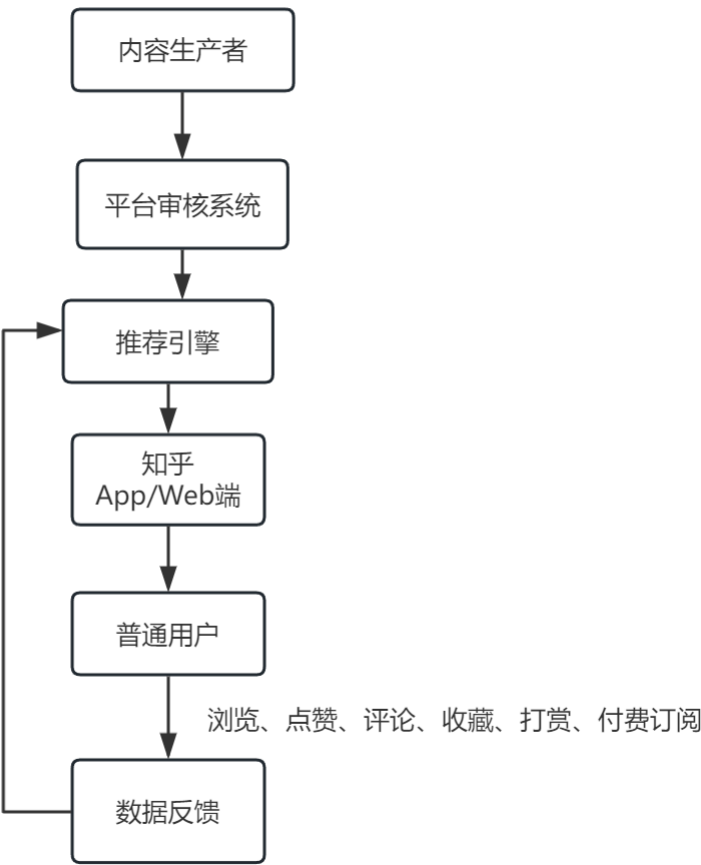 内容生产者
平台审核系统
推荐引擎
知乎
App/Web端
普通用户
浏览、点赞、评论、收藏、打赏、付费订阅
数据反馈